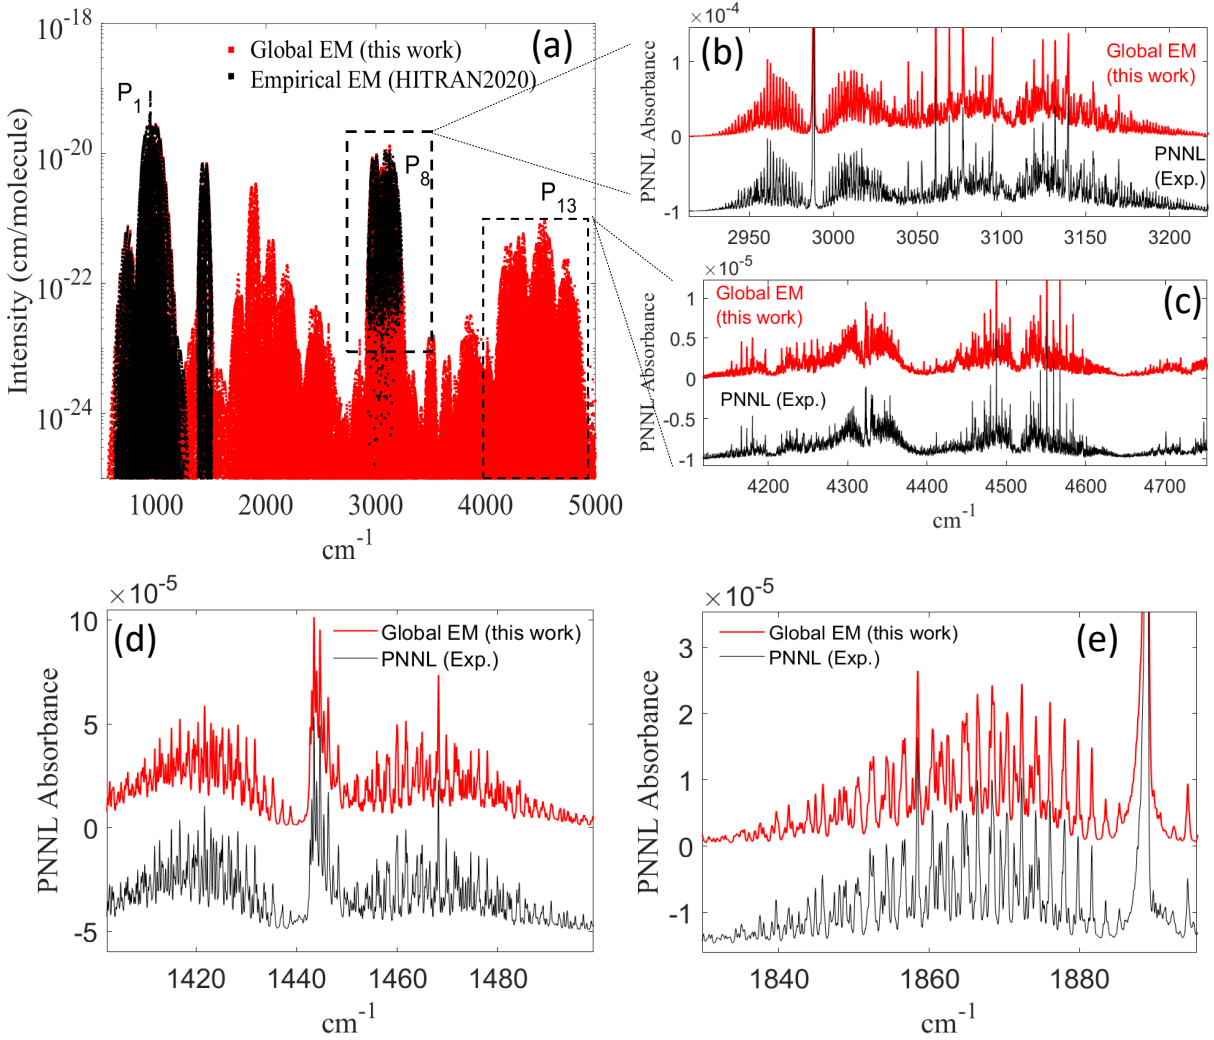 10^-18
10^-20
10^-22
10^-24
Intensity (cm/molecule)
Global EM (this work)
Empirical EM (HITRAN2020)
(a)
P_1
P_8
P_13
1000
2000
3000
4000
5000
cm^-1
×10^-4
(b)
1
0
-1
PNNL Absorbance
Global EM
(this work)
PNNL
(Exp.)
2950
3000
3050
3100
3150
3200
×10^-5
(c)
1
0.5
0
-0.5
-1
PNNL Absorbance
Global EM
(this work)
PNNL (Exp.)
4200
4300
4400
4500
4600
4700
cm^-1
×10^-5
(d)
10
5
0
-5
PNNL Absorbance
Global EM (this work)
PNNL (Exp.)
1420
1440
1460
1480
cm^-1
×10^-5
(e)
3
2
1
0
-1
PNNL Absorbance
Global EM (this work)
PNNL (Exp.)
1840
1860
1880
cm^-1